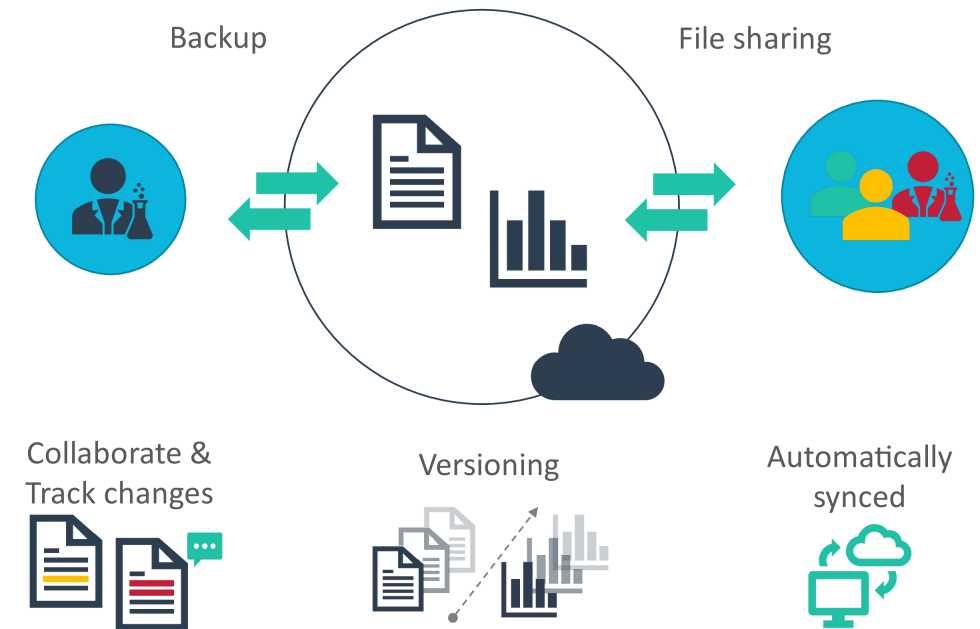 Backup
File sharing
Collaborate &
Track changes
Versioning
Automatically
synced